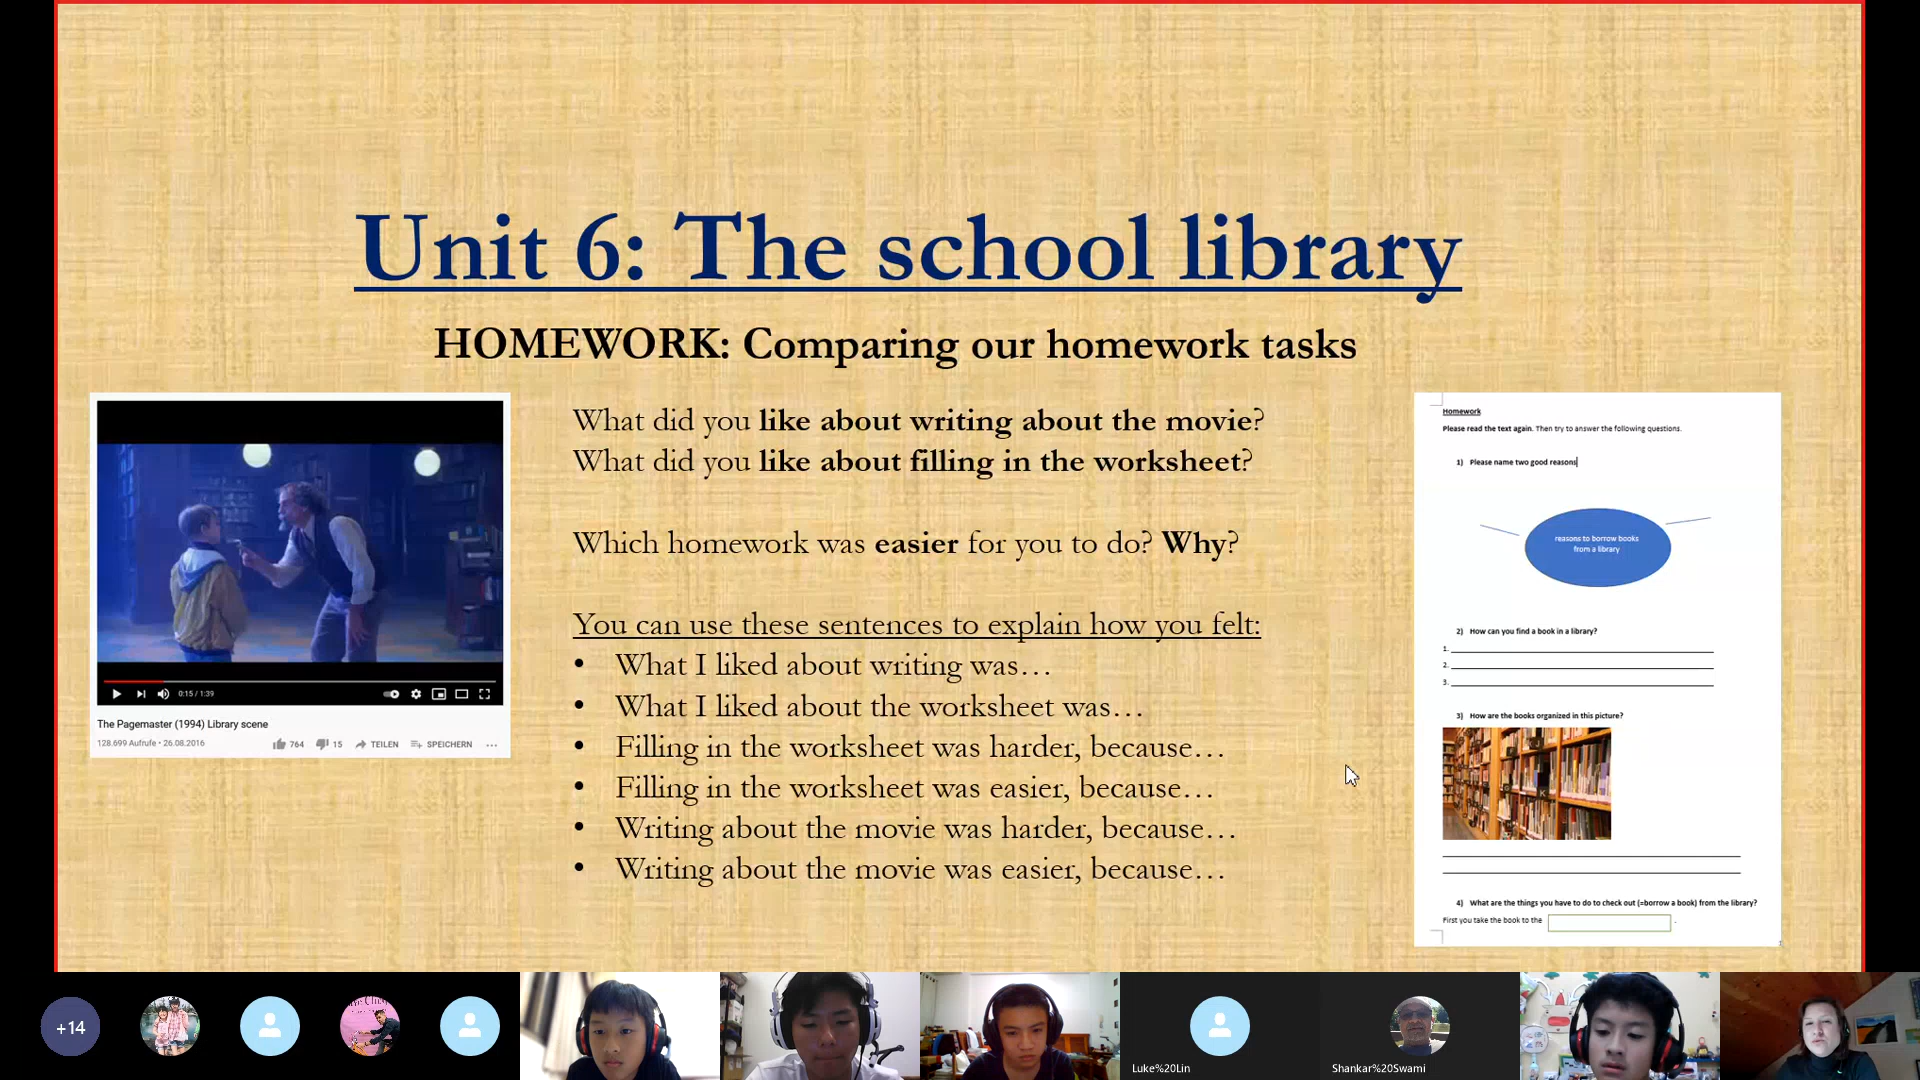 Unit 6: The school library
HOMEWORK: Comparing our homework tasks
What did you like about writing about the movie?
What did you like about filling in the worksheet?
Which homework was easier for you to do? Why?
You can use these sentences to explain how you felt:
• What I liked about writing was…
• What I liked about the worksheet was…
• Filling in the worksheet was harder, because…
• Filling in the worksheet was easier, because…
• Writing about the movie was harder, because…
• Writing about the movie was easier, because…
0:15 / 1:39
The Pagemaster (1994) Library scene
128.699 Aufrufe • 26.08.2016
764
15
TEILEN
SPEICHERN
Homework
Please read the text again. Then try to answer the following questions.
1) Please name two good reasons
reasons to borrow books
from a library
2) How can you find a book in a library?
1.
2.
3.
3) How are the books organized in this picture?
4) What are the things you have to do to check out (=borrow a book) from the library?
First you take the book to the
+14
Luke%20Lin
Shankar%20Swami